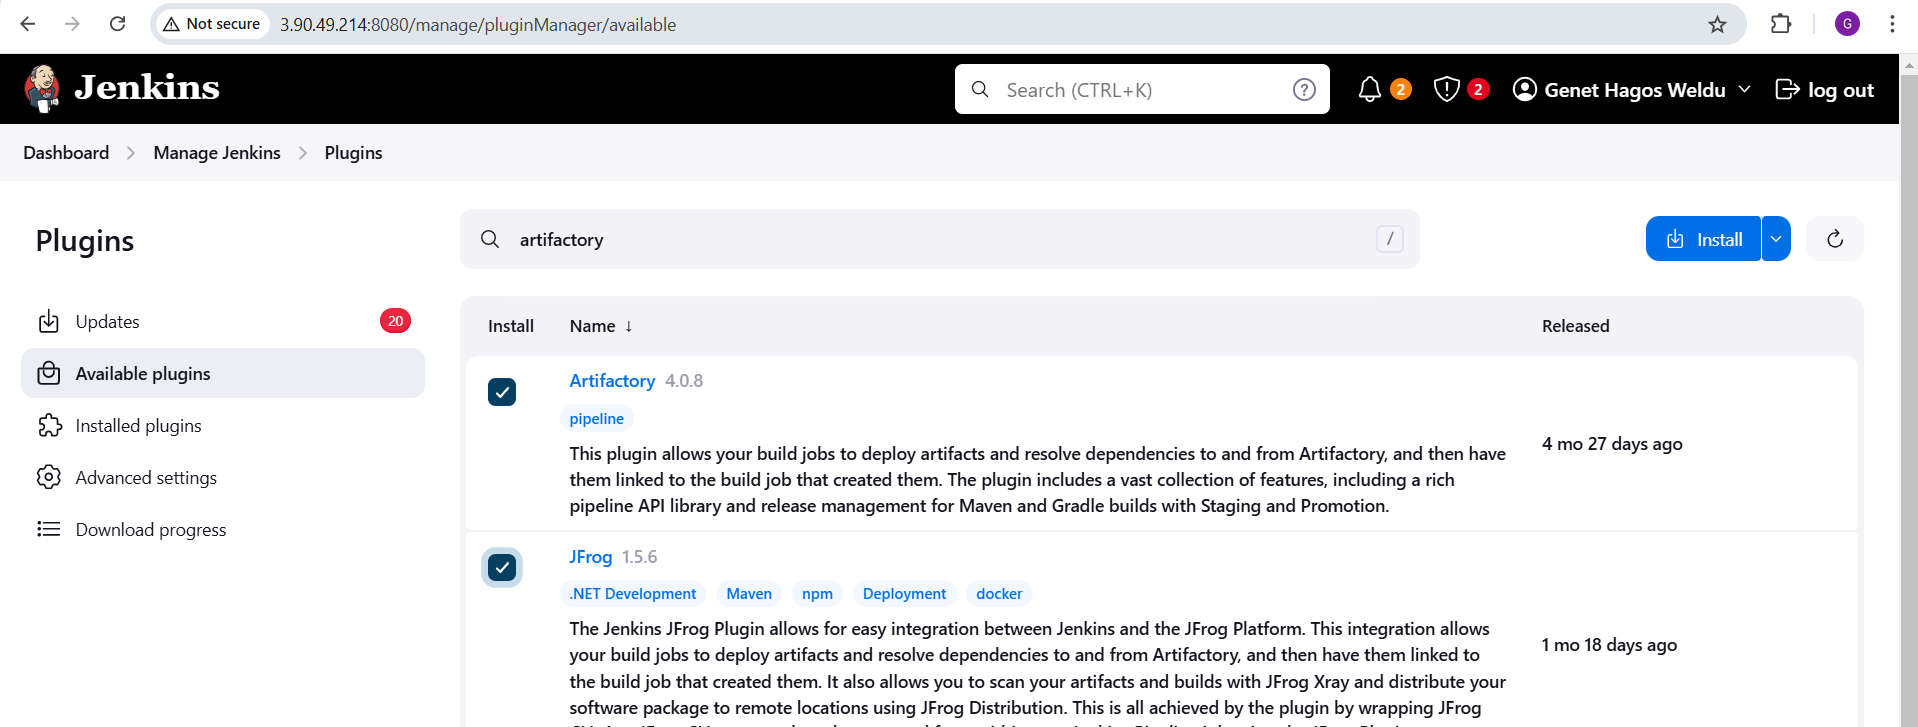 Not secure 3.90.49.214:8080/manage/pluginManager/available G
Jenkins Search (CTRL+K) ? 2 2 Genet Hagos Weldu log out
Dashboard Manage Jenkins Plugins
Plugins
artifactory /
Install
Updates 20
Available plugins
Installed plugins
Advanced settings
Download progress
Install Name ↓ Released
Artifactory 4.0.8
pipeline
This plugin allows your build jobs to deploy artifacts and resolve dependencies to and from Artifactory, and then have
them linked to the build job that created them. The plugin includes a vast collection of features, including a rich
pipeline API library and release management for Maven and Gradle builds with Staging and Promotion.
4 mo 27 days ago
JFrog 1.5.6
.NET Development Maven npm Deployment docker
The Jenkins JFrog Plugin allows for easy integration between Jenkins and the JFrog Platform. This integration allows
your build jobs to deploy artifacts and resolve dependencies to and from Artifactory, and then have them linked to
the build job that created them. It also allows you to scan your artifacts and builds with JFrog Xray and distribute your
software package to remote locations using JFrog Distribution. This is all achieved by the plugin by wrapping JFrog
1 mo 18 days ago